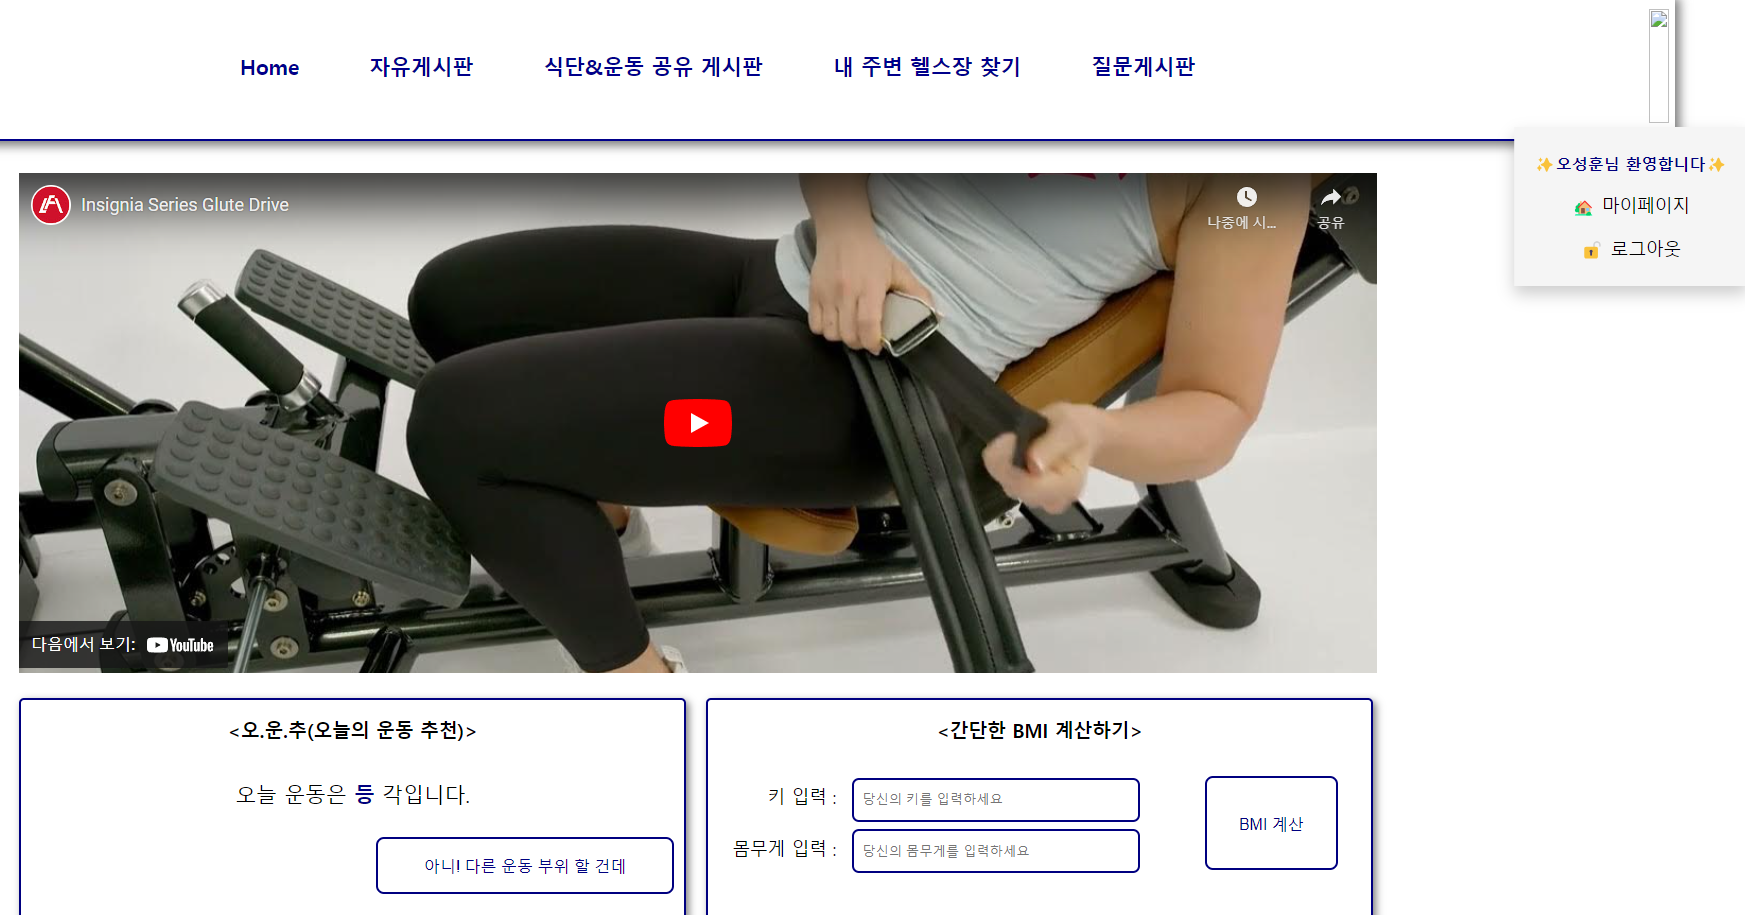 Home 자유게시판 식단&운동 공유 게시판 내 주변 헬스장 찾기 질문게시판
✨오성훈님 환영합니다✨
마이페이지
로그아웃
Insignia Series Glute Drive
나중에 시... 공유
다음에서 보기: YouTube
<오.운.추(오늘의 운동 추천)>
오늘 운동은 등 각입니다.
아니! 다른 운동 부위 할 건데
<간단한 BMI 계산하기>
키 입력 : 당신의 키를 입력하세요
몸무게 입력 : 당신의 몸무게를 입력하세요
BMI 계산